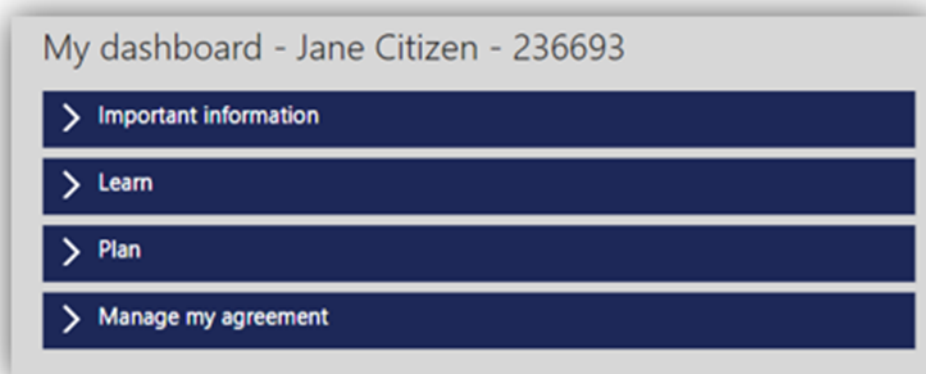 My dashboard - Jane Citizen - 236693
Important information
Learn
Plan
Manage my agreement